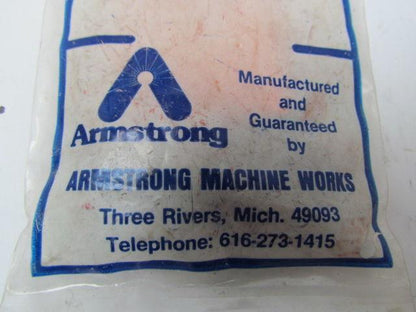 Armstrong
Manufactured
and
Guaranteed
by
ARMSTRONG MACHINE WORKS
Three Rivers, Mich. 49093
Telephone: 616-273-1415